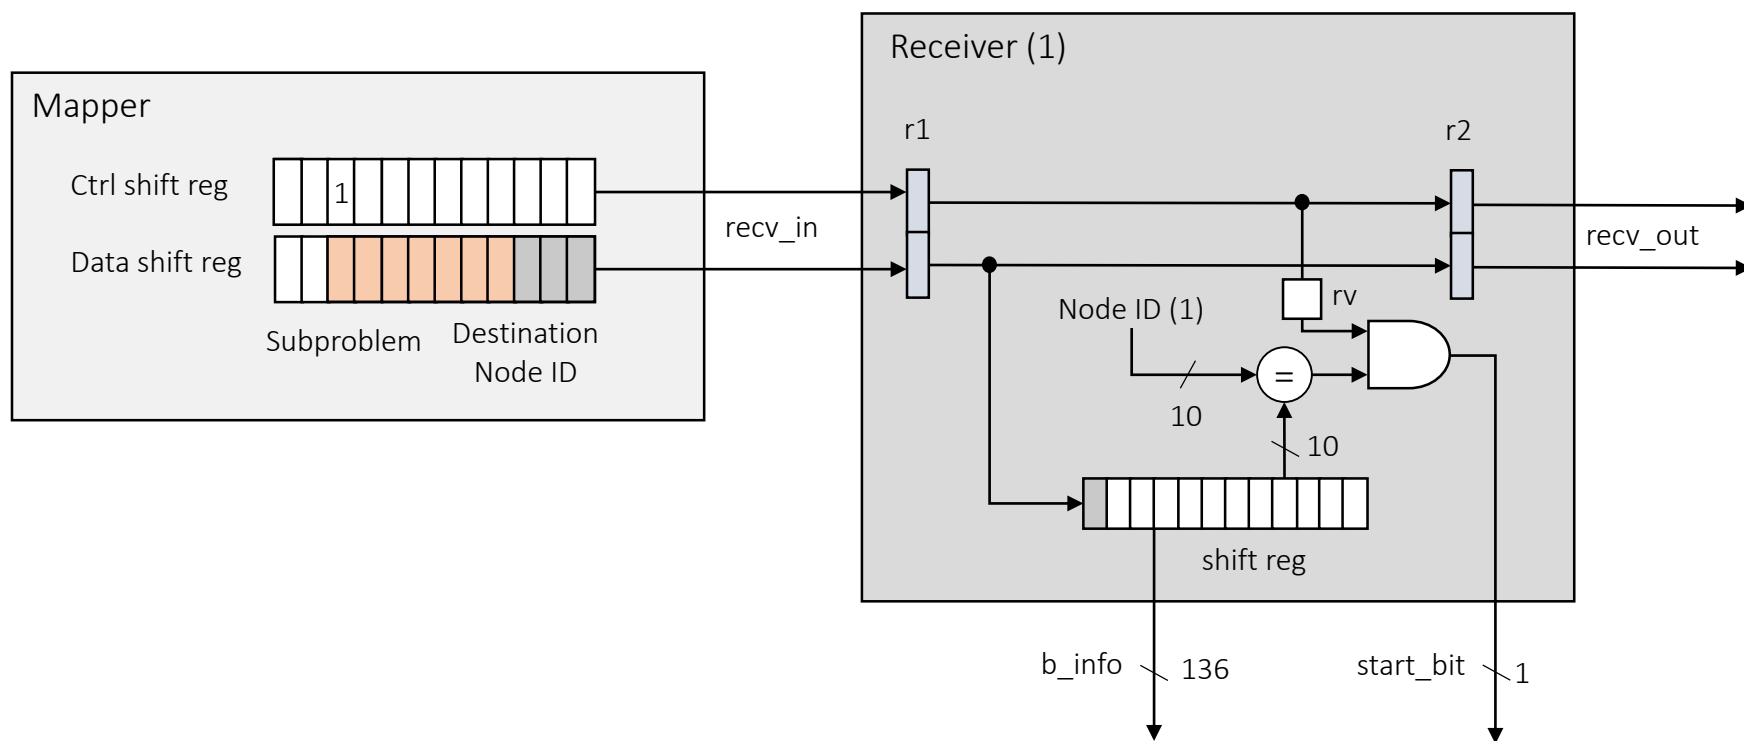 Receiver (1)
Mapper
r1
r2
Ctrl shift reg
1
recv_in
recv_out
Data shift reg
rv
Node ID (1)
Subproblem
Destination
Node ID
=
10
10
shift reg
b_info
136
start_bit
1